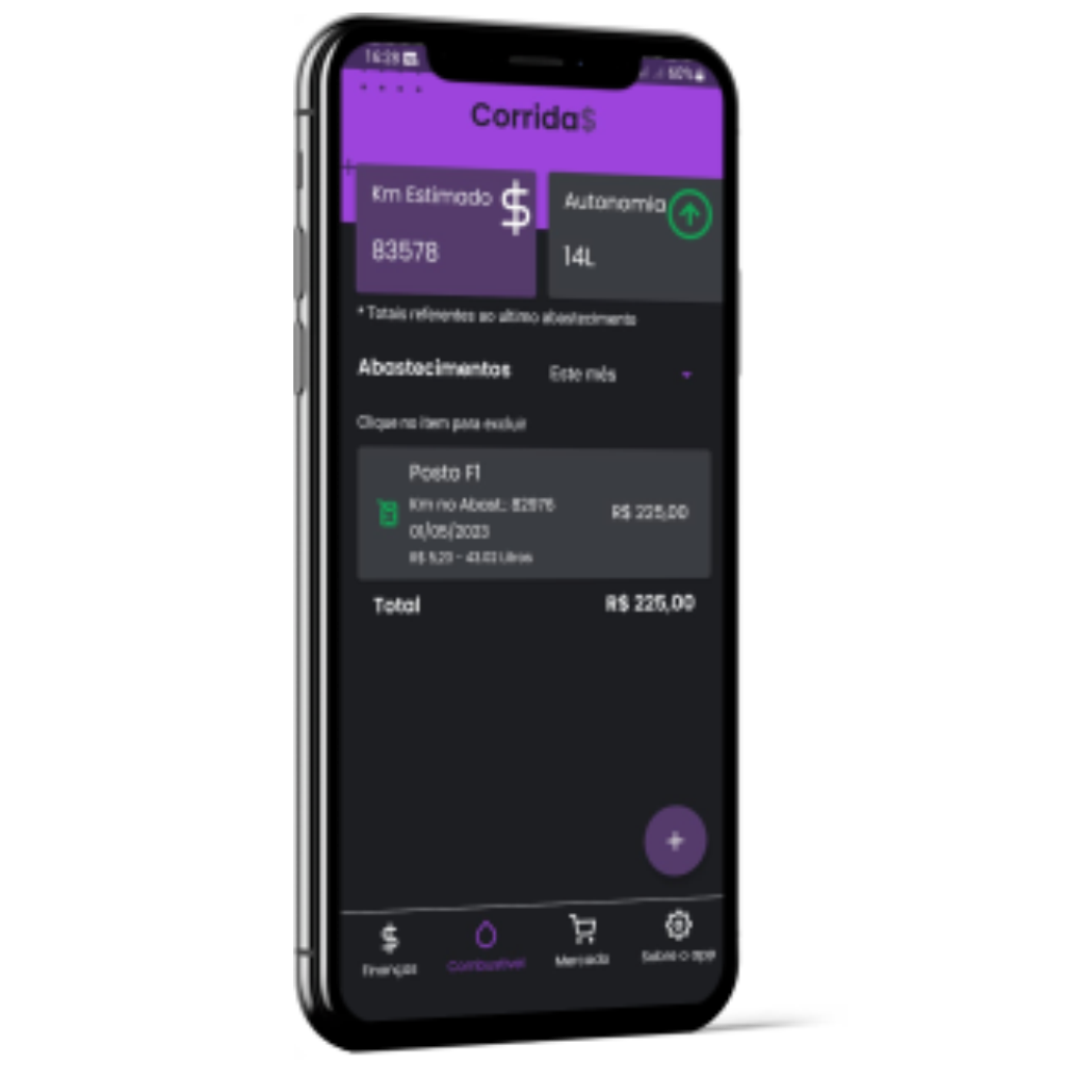 16:28
60%
Corrida$
Km Estimado
$
83578
Autonomia
14L
* Totais referentes ao ultimo abastecimento
Abastecimentos
Este mês
Clique no item para excluir
Posto F1
Km no Abast.: 82976
01/05/2023
R$ 5,23 - 43,02 Litros
R$ 225,00
Total
R$ 225,00
+
$
Finanças
Combustível
Mercado
Sobre o app